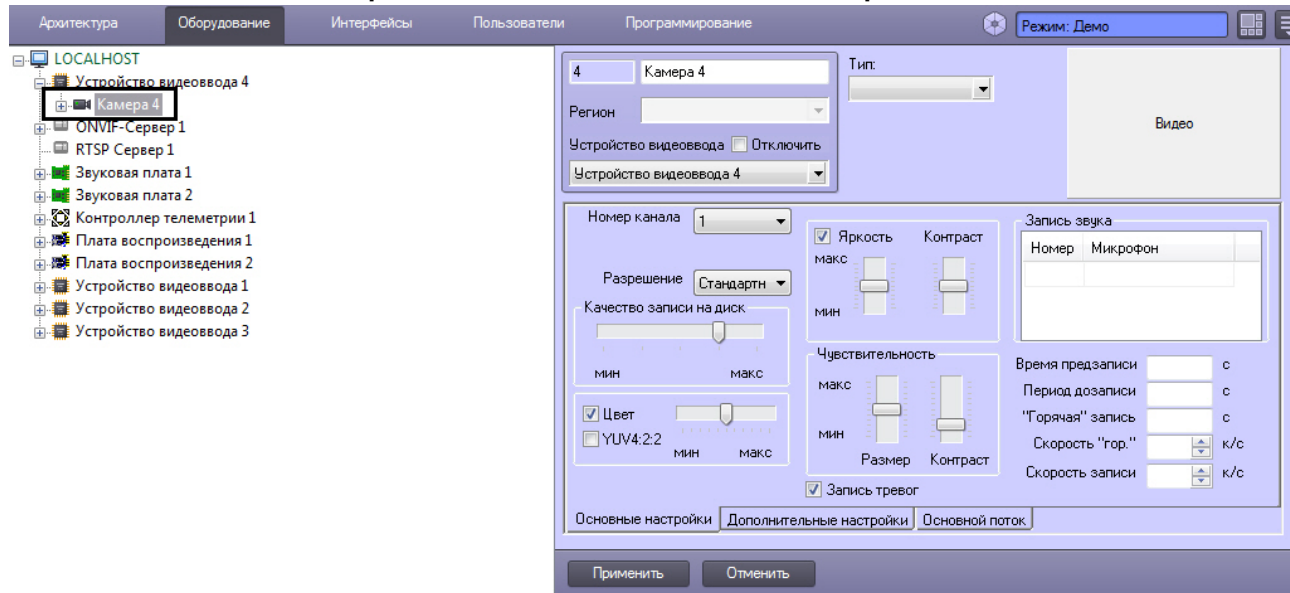 Архитектура Оборудование Интерфейсы Пользователи Программирование Режим: Демо
LOCALHOST
Устройство видеоввода 4
Камера 4
ONVIF-Сервер 1
RTSP Сервер 1
Звуковая плата 1
Звуковая плата 2
Контроллер телеметрии 1
Плата воспроизведения 1
Плата воспроизведения 2
Устройство видеоввода 1
Устройство видеоввода 2
Устройство видеоввода 3
4 Камера 4
Регион
Устройство видеоввода Отключить
Устройство видеоввода 4
Тип:
Видео
Номер канала 1
Разрешение Стандартн
Качество записи на диск
мин макс
Цвет
YUV4:2:2
мин макс
Яркость Контраст
макс
мин
Чувствительность
макс
мин
Размер Контраст
Запись тревог
Запись звука
Номер Микрофон
Время предзаписи с
Период дозаписи с
"Горячая" запись с
Скорость "гор." к/с
Скорость записи к/с
Основные настройки Дополнительные настройки Основной поток
Применить Отменить